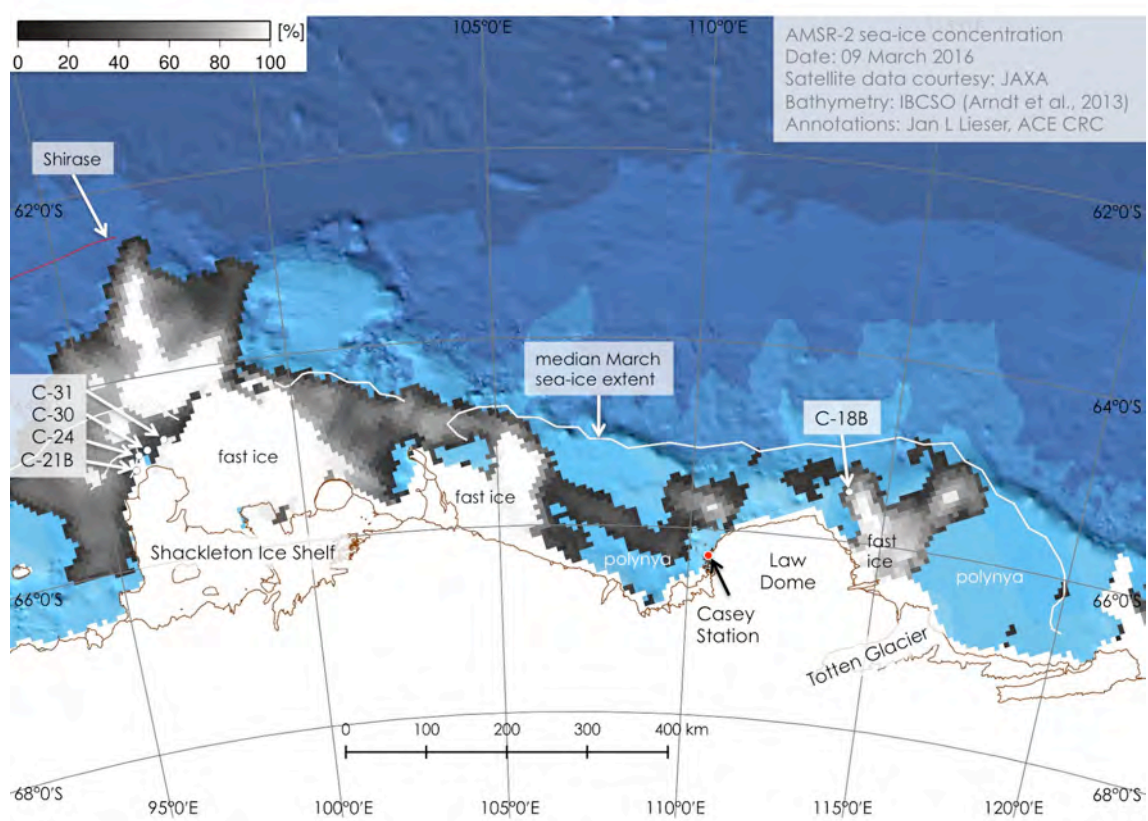 [%]
0 20 40 60 80 100
105°0'E
110°0'E
AMSR-2 sea-ice concentration
Date: 09 March 2016
Satellite data courtesy: JAXA
Bathymetry: IBCSO (Arndt et al., 2013)
Annotations: Jan L Lieser, ACE CRC
Shirase
62°0'S
62°0'S
median March
sea-ice extent
C-31
C-30
C-24
C-21B
C-18B
64°0'S
fast ice
fast ice
Shackleton Ice Shelf
polynya
Law
Dome
fast
ice
polynya
66°0'S
66°0'S
Casey
Station
Totten Glacier
0 100 200 300 400 km
68°0'S
68°0'S
95°0'E
100°0'E
105°0'E
110°0'E
115°0'E
120°0'E